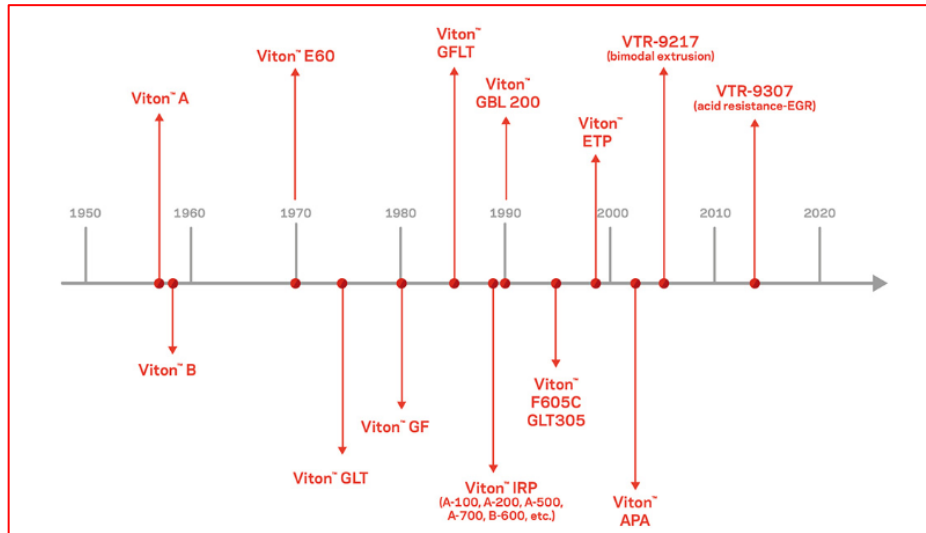 Viton™ A
Viton™ E60
Viton™
GFLT
Viton™
GBL 200
Viton™
ETP
VTR-9217
(bimodal extrusion)
VTR-9307
(acid resistance-EGR)
1950
1960
1970
1980
1990
2000
2010
2020
Viton™ B
Viton™ GLT
Viton™ GF
Viton™ IRP
(A-100, A-200, A-500,
A-700, B-600, etc.)
Viton™
F605C
GLT305
Viton™
APA